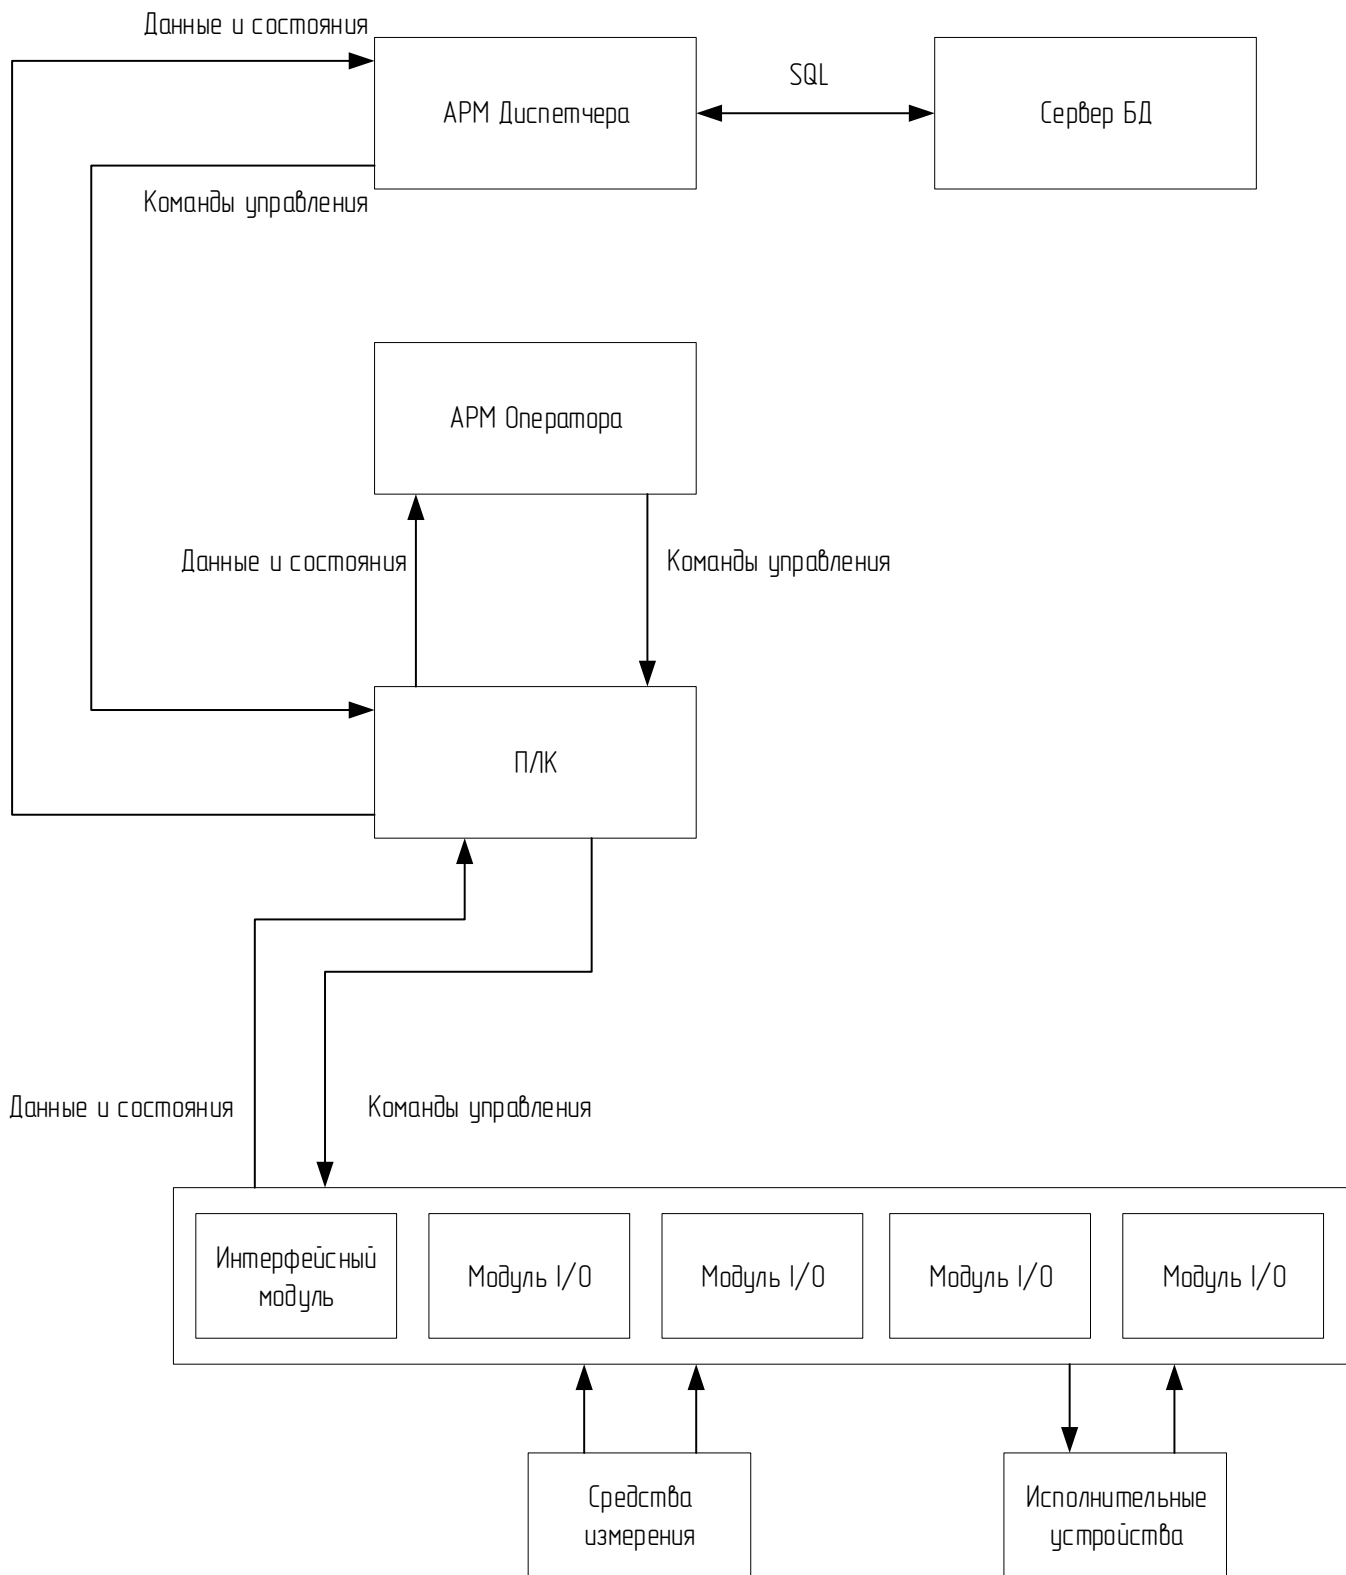 Данные и состояния
SQL
АРМ Диспетчера
Сервер БД
Команды управления
АРМ Оператора
Данные и состояния
Команды управления
ПЛК
Данные и состояния
Команды управления
Интерфейсный
модуль
Модуль I/O
Модуль I/O
Модуль I/O
Модуль I/O
Средства
измерения
Исполнительные
устройства